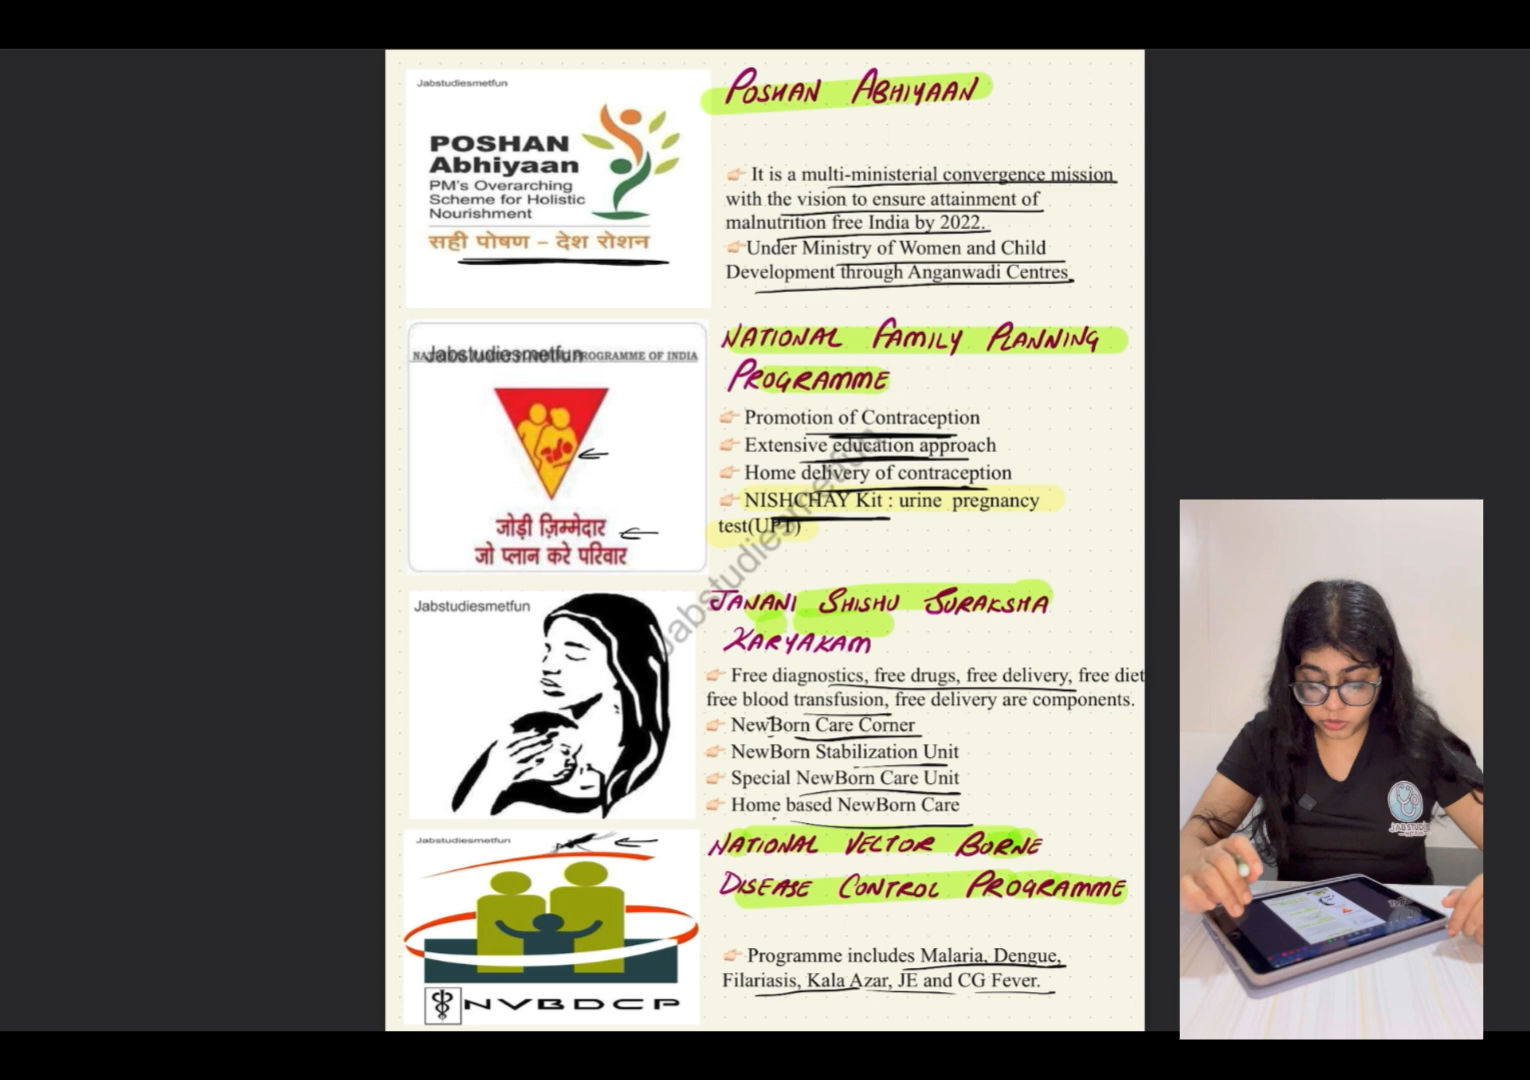 Jabstudiesmetfun
POSHAN
Abhiyaan
PM's Overarching
Scheme for Holistic
Nourishment
सही पोषण – देश रोशन
POSHAN ABHIYAAN
It is a multi-ministerial convergence mission
with the vision to ensure attainment of
malnutrition free India by 2022.
Under Ministry of Women and Child
Development through Anganwadi Centres.
Jabstudiesmetfun
PROGRAMME OF INDIA
जोड़ी ज़िम्मेदार
जो प्लान करे परिवार
NATIONAL FAMILY PLANNING
PROGRAMME
Promotion of Contraception
Extensive education approach
Home delivery of contraception
NISHCHAY Kit : urine pregnancy
test(UPT)
Jabstudiesmetfun
Jabstudiesmetfun
JANANI SHISHU SURAKSHA
KARYAKAM
Free diagnostics, free drugs, free delivery, free diet
free blood transfusion, free delivery are components.
NewBorn Care Corner
NewBorn Stabilization Unit
Special NewBorn Care Unit
Home based NewBorn Care
Jabstudiesmetfun
NVBDCP
NATIONAL VECTOR BORNE
DISEASE CONTROL PROGRAMME
Programme includes Malaria, Dengue,
Filariasis, Kala Azar, JE and CG Fever.